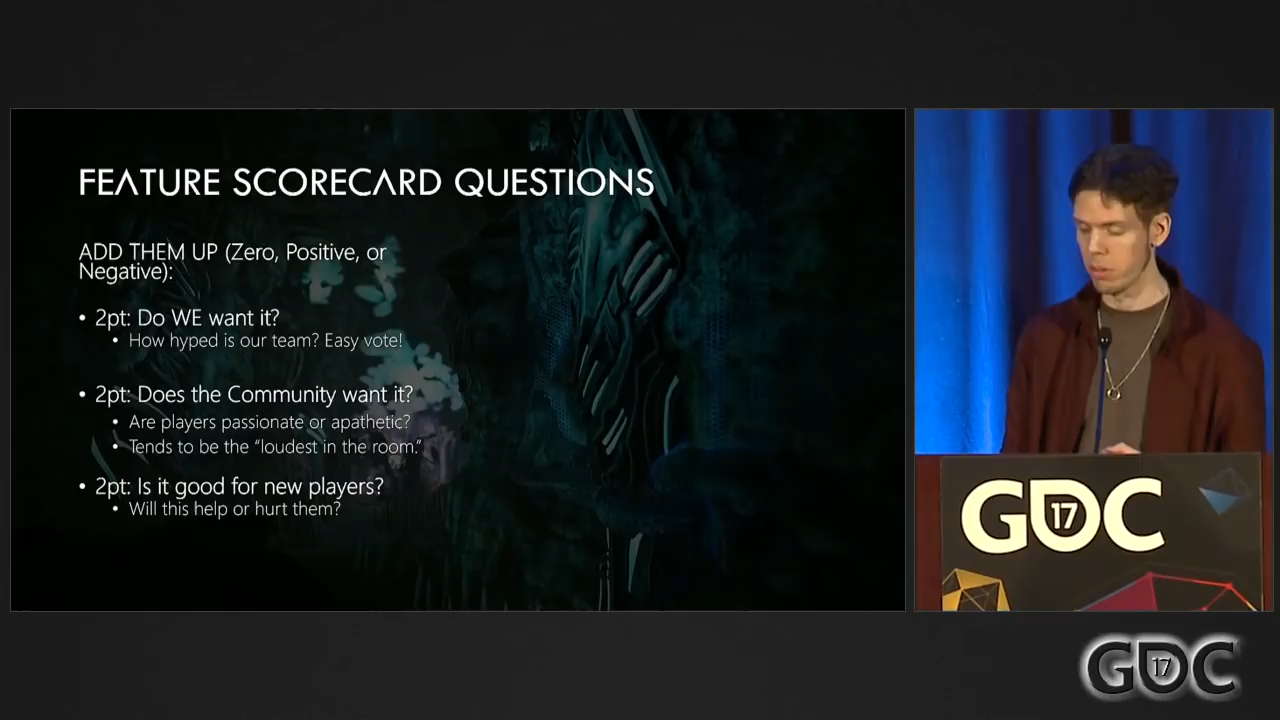 FEATURE SCORECARD QUESTIONS
ADD THEM UP (Zero, Positive, or
Negative):
• 2pt: Do WE want it?
• How hyped is our team? Easy vote!
• 2pt: Does the Community want it?
• Are players passionate or apathetic?
• Tends to be the “loudest in the room.”
• 2pt: Is it good for new players?
• Will this help or hurt them?
GDC 17
GDC 17